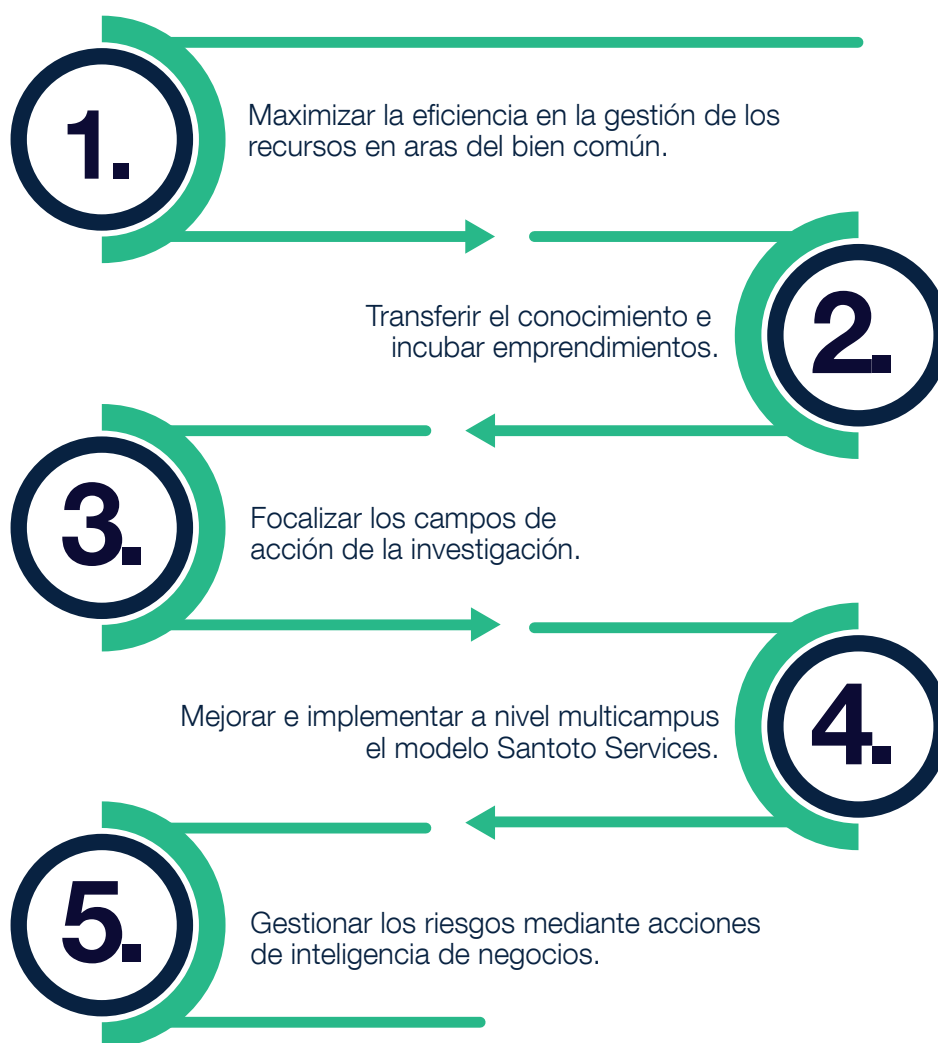 1.
Maximizar la eficiencia en la gestión de los
recursos en aras del bien común.
2.
Transferir el conocimiento e
incubar emprendimientos.
3.
Focalizar los campos de
acción de la investigación.
4.
Mejorar e implementar a nivel multicampus
el modelo Santoto Services.
5.
Gestionar los riesgos mediante acciones
de inteligencia de negocios.